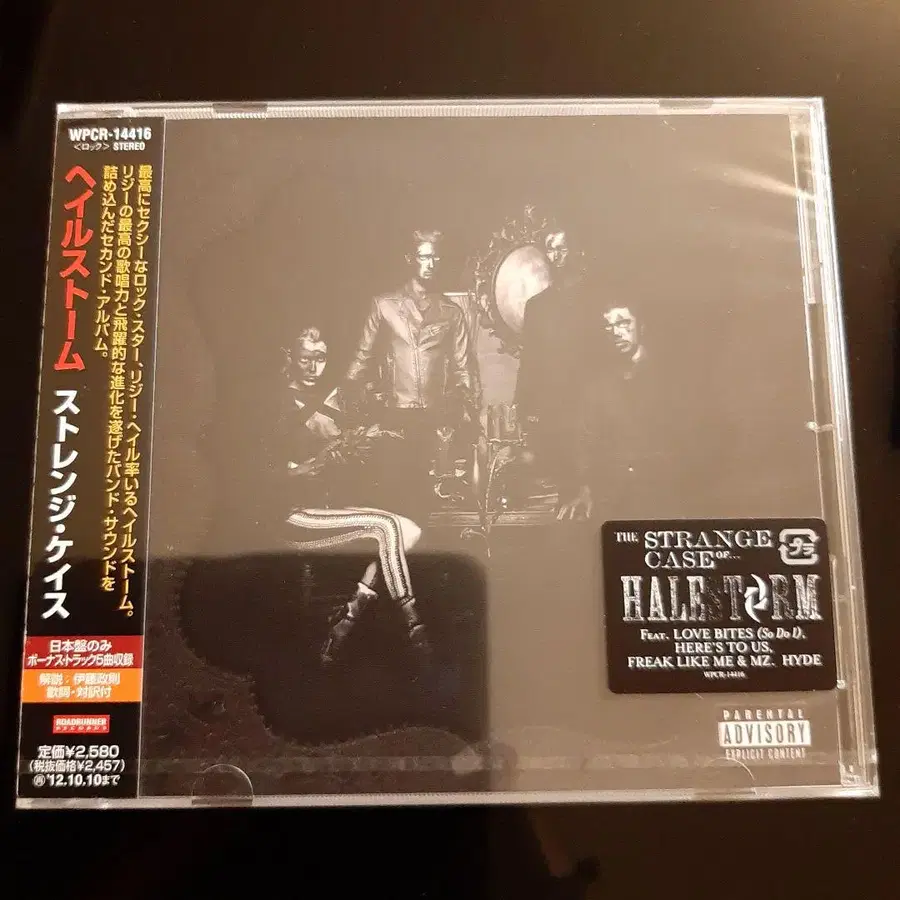 WPCR-14416
〈ロック〉 STEREO
ヘイルストーム
ストレンジ・ケイス
最高にセクシーなロック・スター、リジー・ヘイル率いるヘイルストーム。
リジーの最高の歌唱力と飛躍的な進化を遂げたバンド・サウンドを
詰め込んだセカンド・アルバム。
日本盤のみ
ボーナス・トラック5曲収録
解説：伊藤政則
歌詞・対訳付
ROADRUNNER
RECORDS
定価¥2,580
(税抜価格¥2,457)
再'12.10.10まで
THE STRANGE
CASE OF...
プラ
HALESTORM
FEAT. LOVE BITES (So Do I),
HERE'S TO US,
FREAK LIKE ME & MZ. HYDE
WPCR-14416
PARENTAL
ADVISORY
EXPLICIT CONTENT